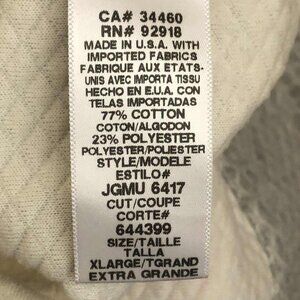 CA# 34460
RN# 92918
MADE IN U.S.A. WITH
IMPORTED FABRICS
FABRIQUE AUX ETATS-
UNIS AVEC IMPORTA TISSU
HECHO EN E.U.A. CON
TELAS IMPORTADAS
77% COTTON
COTON/ALGODON
23% POLYESTER
POLYESTER/POLIESTER
STYLE/MODELE
ESTILO#
JGMU 6417
CUT/COUPE
CORTE#
644399
SIZE/TAILLE
TALLA
XLARGE/TGRAND
EXTRA GRANDE